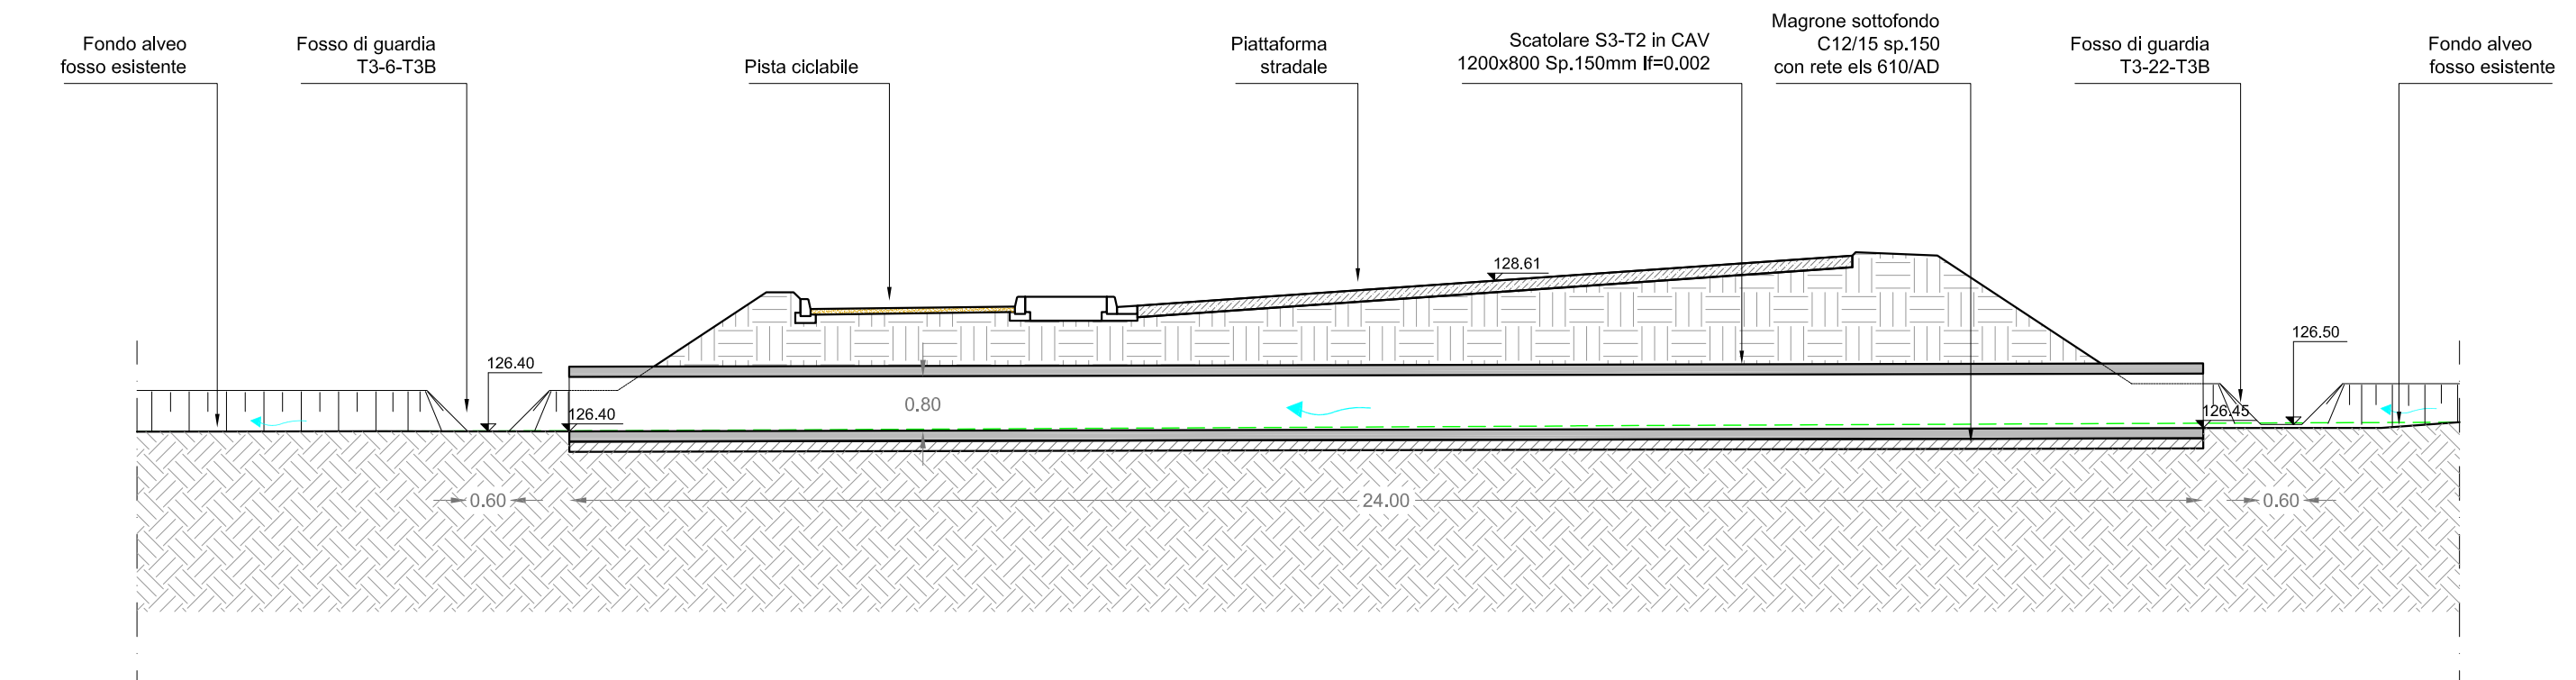 Fondo alveo
fosso esistente
Fosso di guardia
T3-6-T3B
Pista ciclabile
Piattaforma
stradale
Scatolare S3-T2 in CAV
1200x800 Sp.150mm If=0.002
Magrone sottofondo
C12/15 sp.150
con rete els 610/AD
Fosso di guardia
T3-22-T3B
Fondo alveo
fosso esistente
128.61
126.40
126.50
126.40
0.80
126.45
0.60
24.00
0.60